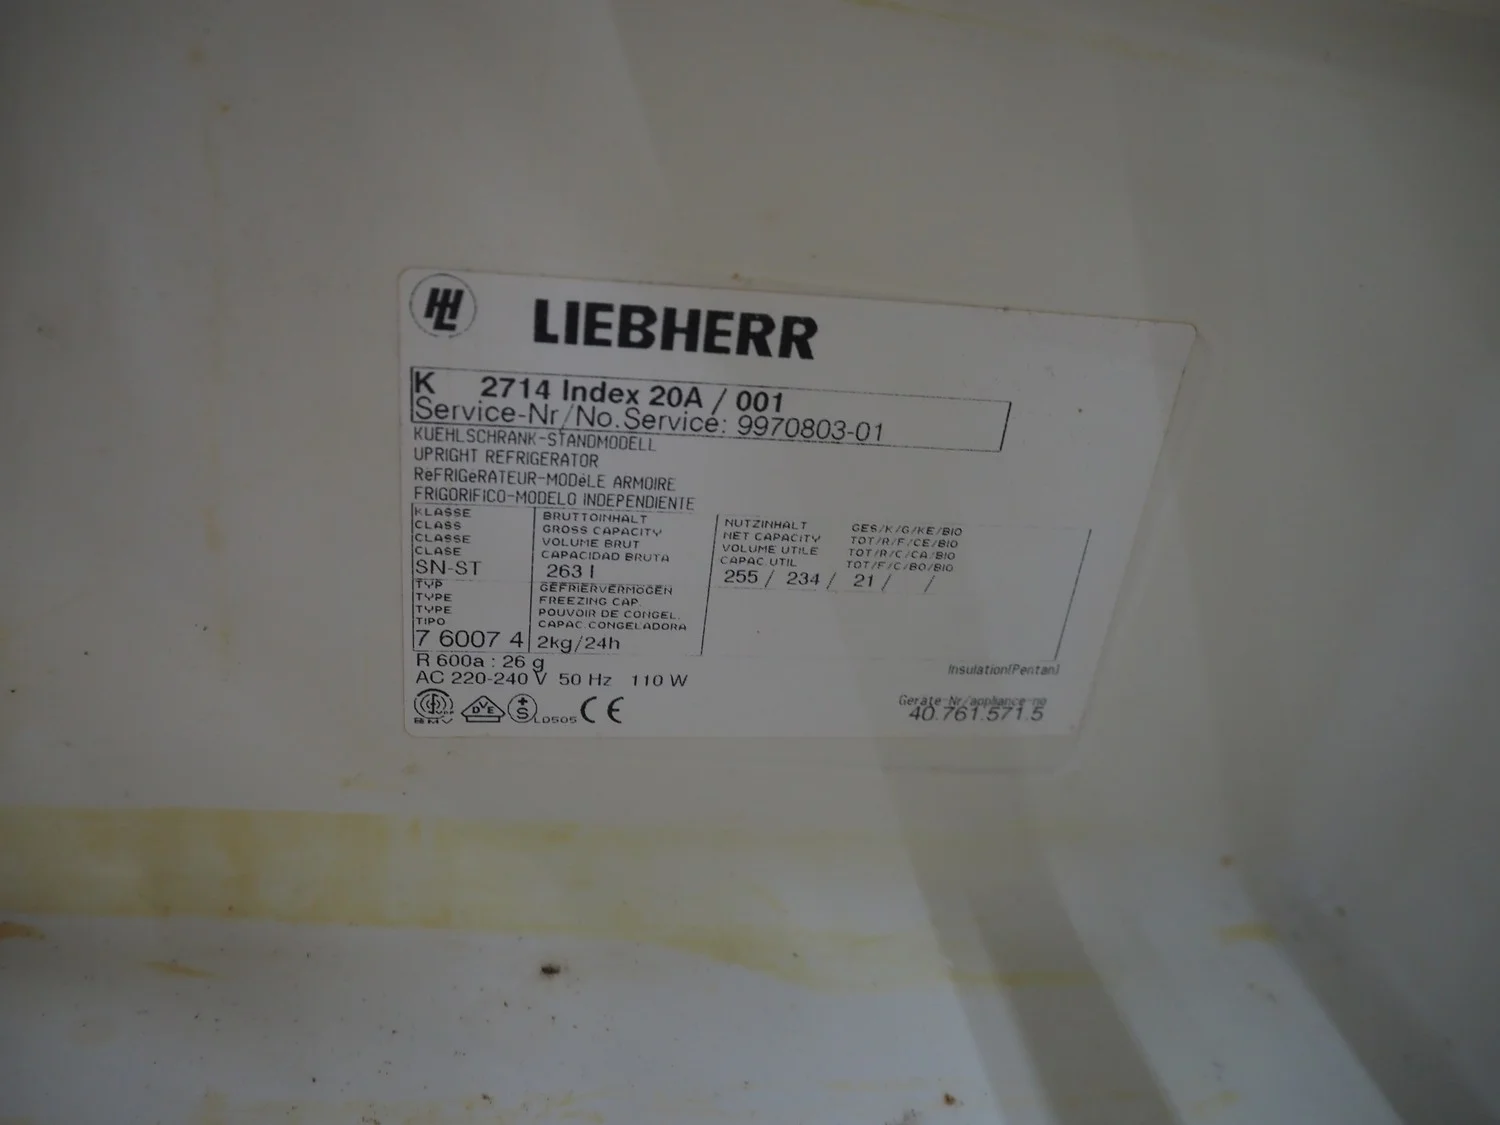 HL LIEBHERR
K 2714 Index 20A / 001
Service-Nr/No.Service: 9970803-01
KUEHLSCHRANK-STANDMODELL
UPRIGHT REFRIGERATOR
ReFRIGeRATEUR-MODèLE ARMOIRE
FRIGORIFICO-MODELO INDEPENDIENTE
KLASSE
CLASS
CLASSE
CLASE
SN-ST
BRUTTOINHALT
GROSS CAPACITY
VOLUME BRUT
CAPACIDAD BRUTA
263 l
NUTZINHALT GES/K/G/KE/BIO
NET CAPACITY TOT/R/F/CE/BIO
VOLUME UTILE TOT/R/C/CA/BIO
CAPAC.UTIL TOT/F/C/BO/BIO
255 / 234 / 21 / /
TYP
TYPE
TYPE
TIPO
7 6007 4
GEFRIERVERMÖGEN
FREEZING CAP.
POUVOIR DE CONGEL.
CAPAC.CONGELADORA
2kg/24h
R 600a : 26 g
AC 220-240 V 50 Hz 110 W
Insulation(Pentan)
BMV DVE +S LD505 CE
Geräte-Nr/appliance-no
40.761.571.5